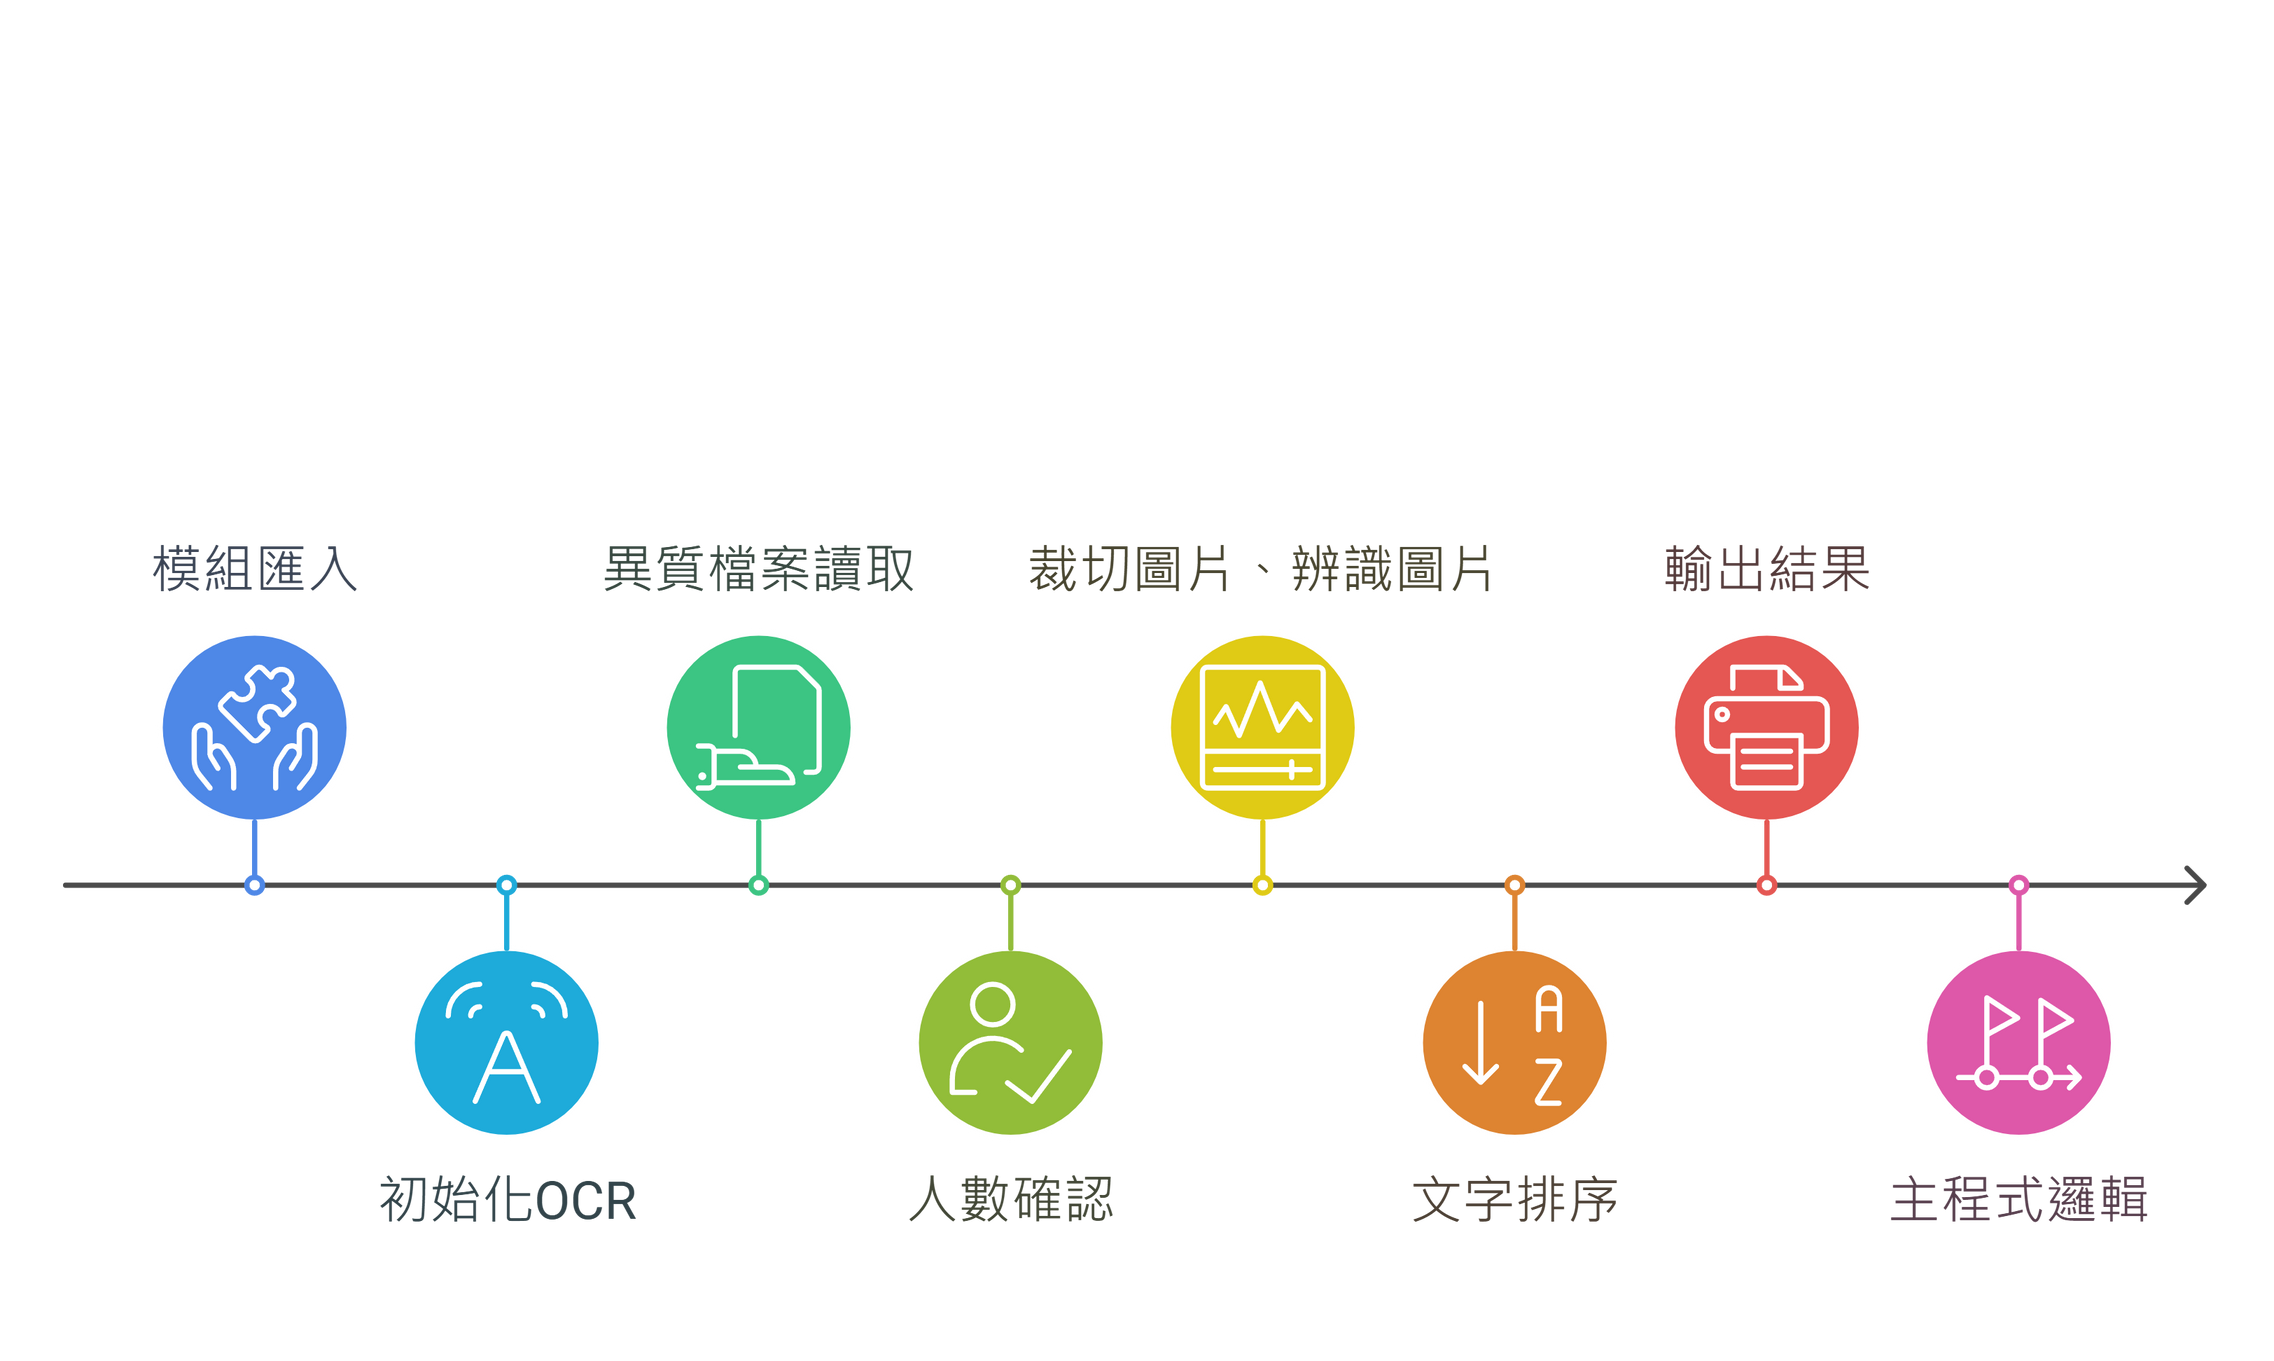 模組匯入
異質檔案讀取
裁切圖片、辨識圖片
輸出結果
初始化OCR
人數確認
文字排序
主程式邏輯